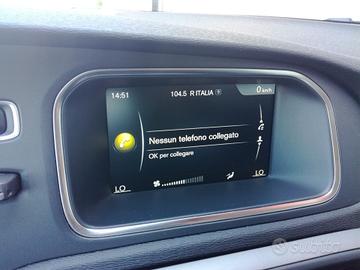 14:51
104.5 R ITALIA
0 km/h
Nessun telefono collegato
OK per collegare
LO
LO
subito